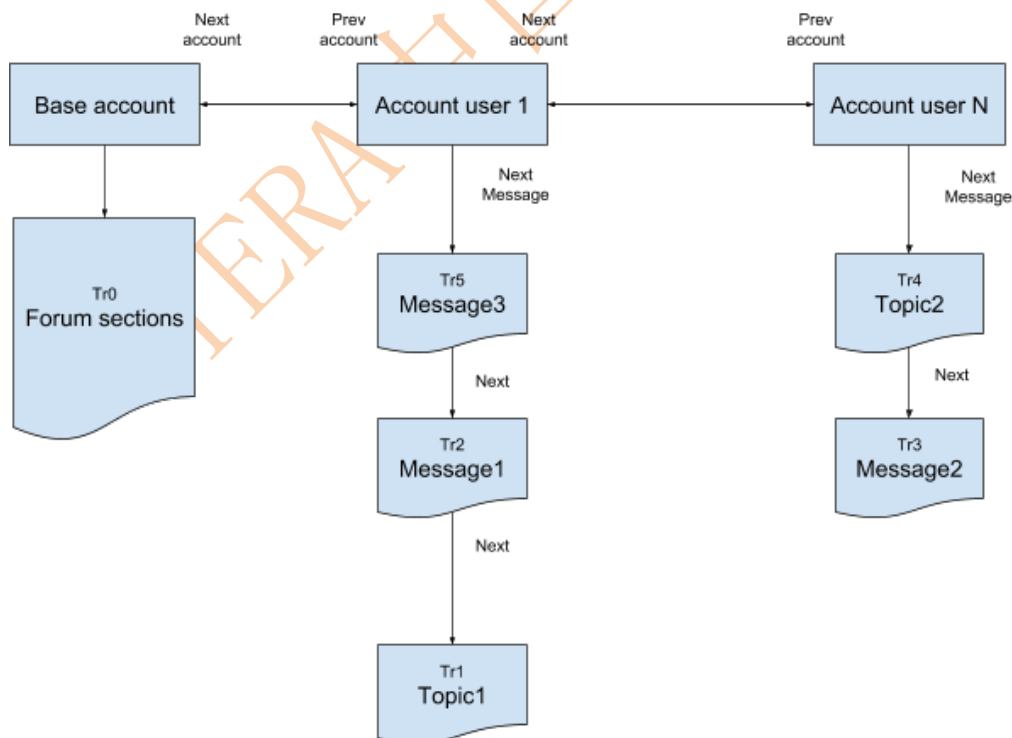 Next
account
Prev
account
Next
account
Prev
account
Base account
Account user 1
Account user N
Next
Message
Next
Message
Tr0
Forum sections
Tr5
Message3
Tr4
Topic2
Next
Next
Tr2
Message1
Tr3
Message2
Next
Tr1
Topic1
TERA